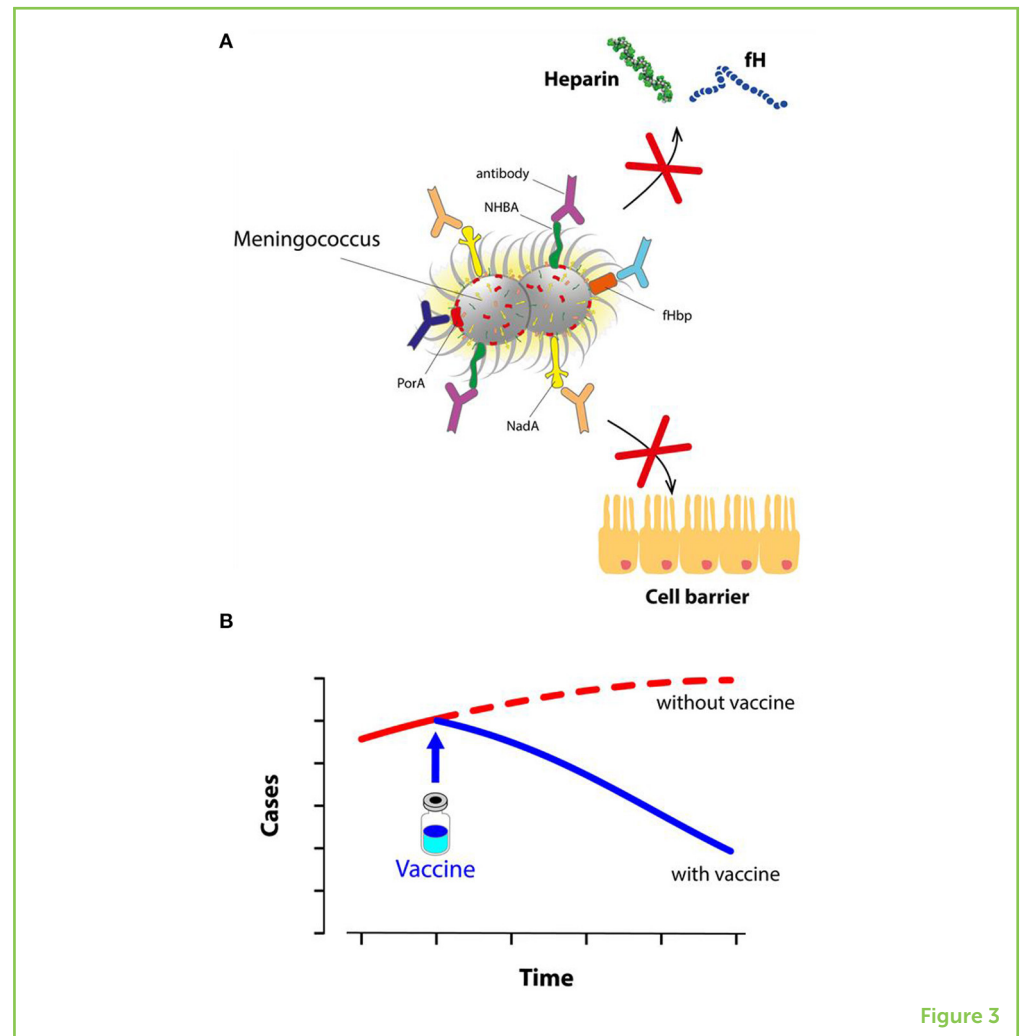 A
Heparin
fH
antibody
NHBA
Meningococcus
fHbp
PorA
NadA
Cell barrier
B
without vaccine
Cases
Vaccine
with vaccine
Time
Figure 3